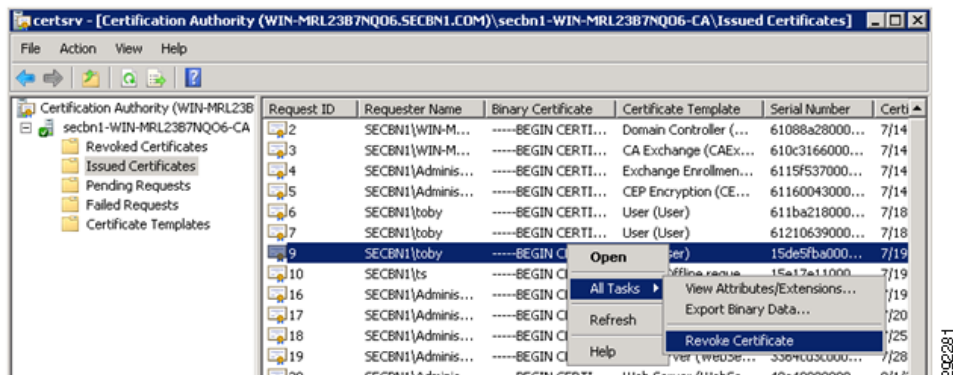 certsrv - [Certification Authority (WIN-MRL23B7NQO6.SECBN1.COM)\secbn1-WIN-MRL23B7NQO6-CA\Issued Certificates]
File Action View Help
Certification Authority (WIN-MRL23B
secbn1-WIN-MRL23B7NQO6-CA
Revoked Certificates
Issued Certificates
Pending Requests
Failed Requests
Certificate Templates
Request ID Requester Name Binary Certificate Certificate Template Serial Number Certi
2 SECBN1\WIN-M... -----BEGIN CERTI... Domain Controller (... 61088a28000... 7/14
3 SECBN1\WIN-M... -----BEGIN CERTI... CA Exchange (CAEx... 610c3166000... 7/14
4 SECBN1\Adminis... -----BEGIN CERTI... Exchange Enrollmen... 6115f537000... 7/14
5 SECBN1\Adminis... -----BEGIN CERTI... CEP Encryption (CE... 61160043000... 7/14
6 SECBN1\toby -----BEGIN CERTI... User (User) 611ba218000... 7/18
7 SECBN1\toby -----BEGIN CERTI... User (User) 61210639000... 7/18
9 SECBN1\toby -----BEGIN C ser) 15de5fba000... 7/19
10 SECBN1\ts -----BEGIN C Offline reque 15e17e11000 7/19
16 SECBN1\Adminis... -----BEGIN C /19
17 SECBN1\Adminis... -----BEGIN C /20
18 SECBN1\Adminis... -----BEGIN C /25
19 SECBN1\Adminis... -----BEGIN C 7/28
Open
All Tasks
Refresh
Help
View Attributes/Extensions...
Export Binary Data...
Revoke Certificate
292281